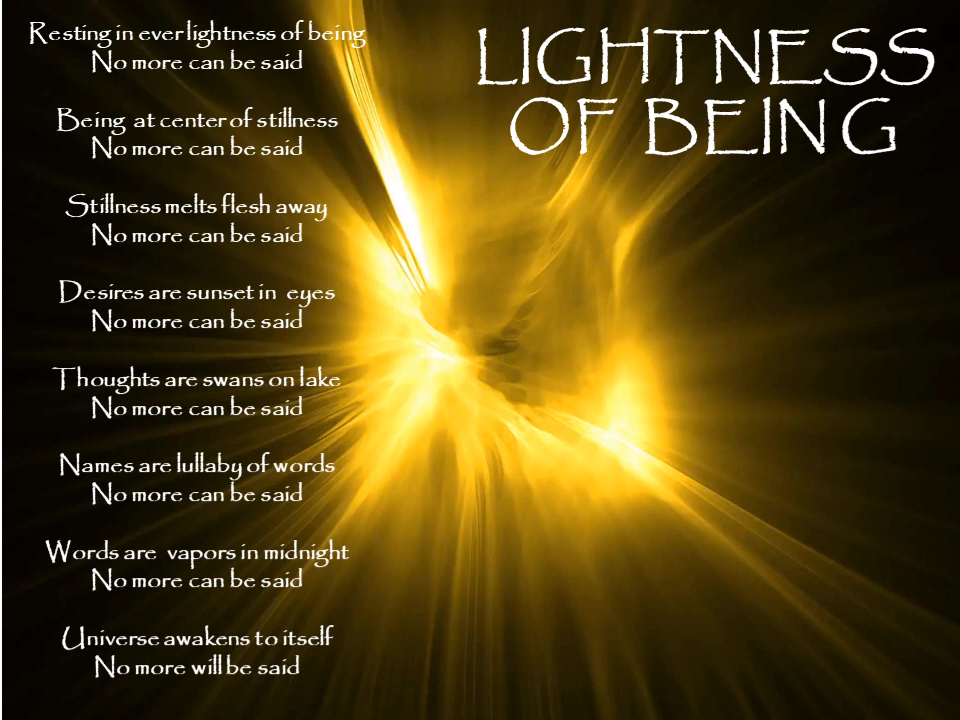 LIGHTNESS
OF BEING
Resting in ever lightness of being
No more can be said
Being at center of stillness
No more can be said
Stillness melts flesh away
No more can be said
Desires are sunset in eyes
No more can be said
Thoughts are swans on lake
No more can be said
Names are lullaby of words
No more can be said
Words are vapors in midnight
No more can be said
Universe awakens to itself
No more will be said